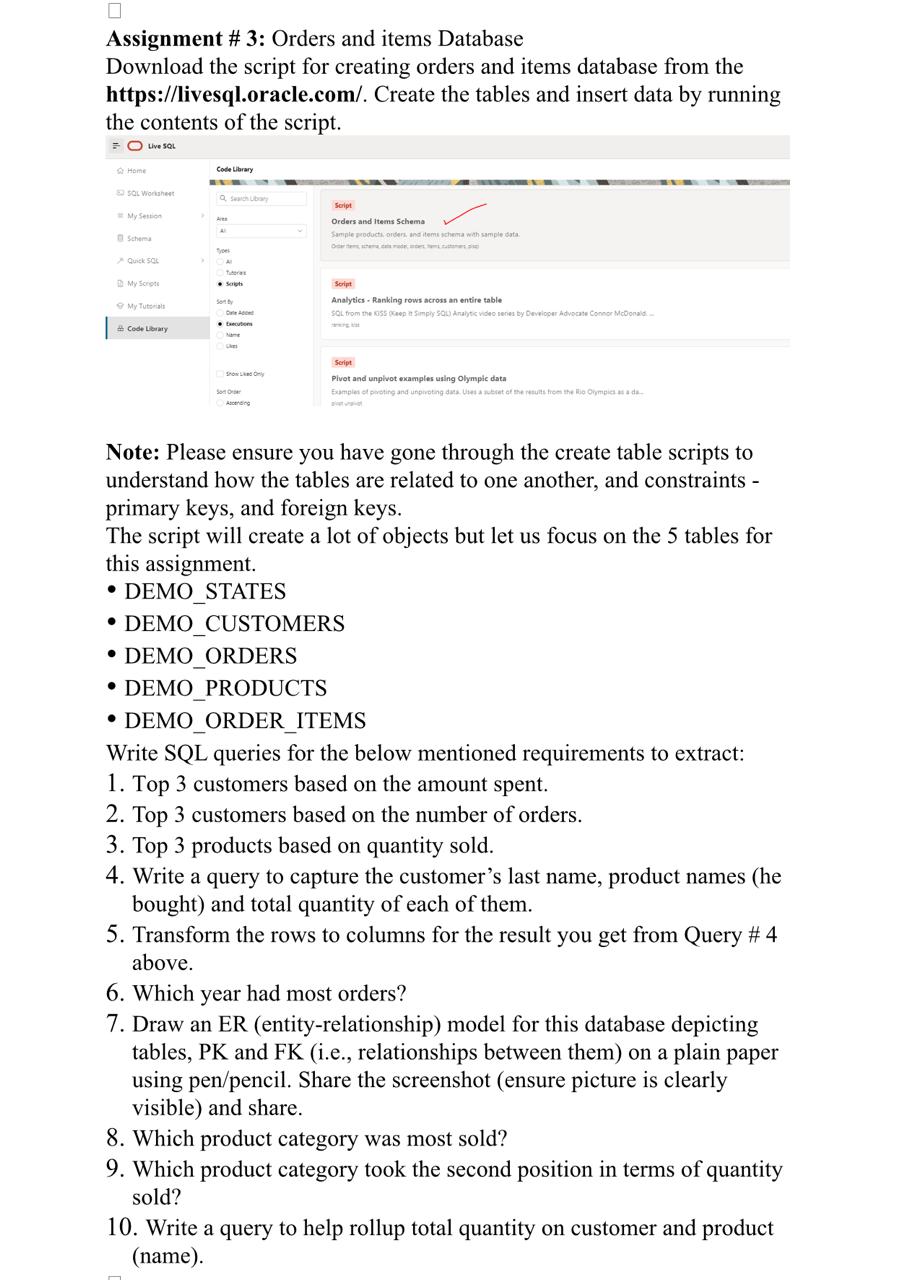 Assignment # 3: Orders and items Database
Download the script for creating orders and items database from the
https://livesql.oracle.com/. Create the tables and insert data by running
the contents of the script.
Live SQL
Home
SQL Worksheet
My Session
Schema
Quick SQL
My Scripts
My Tutorials
Code Library
Code Library
Search Library
Area
All
Types
All
Tutorials
Scripts
Sort By
Date Added
Executions
Name
Likes
Show Liked Only
Sort Order
Ascending
Script
Orders and Items Schema
Sample products, orders, and items schema with sample data.
Order Items, schema, data model, orders, items, customers, plsql
Script
Analytics - Ranking rows across an entire table
SQL from the KISS (Keep It Simply SQL) Analytic video series by Developer Advocate Connor McDonald. ...
ranking, kiss
Script
Pivot and unpivot examples using Olympic data
Examples of pivoting and unpivoting data. Uses a subset of the results from the Rio Olympics as a da...
pivot unpivot
Note: Please ensure you have gone through the create table scripts to
understand how the tables are related to one another, and constraints -
primary keys, and foreign keys.
The script will create a lot of objects but let us focus on the 5 tables for
this assignment.
• DEMO_STATES
• DEMO_CUSTOMERS
• DEMO_ORDERS
• DEMO_PRODUCTS
• DEMO_ORDER_ITEMS
Write SQL queries for the below mentioned requirements to extract:
1. Top 3 customers based on the amount spent.
2. Top 3 customers based on the number of orders.
3. Top 3 products based on quantity sold.
4. Write a query to capture the customer’s last name, product names (he
bought) and total quantity of each of them.
5. Transform the rows to columns for the result you get from Query # 4
above.
6. Which year had most orders?
7. Draw an ER (entity-relationship) model for this database depicting
tables, PK and FK (i.e., relationships between them) on a plain paper
using pen/pencil. Share the screenshot (ensure picture is clearly
visible) and share.
8. Which product category was most sold?
9. Which product category took the second position in terms of quantity
sold?
10. Write a query to help rollup total quantity on customer and product
(name).